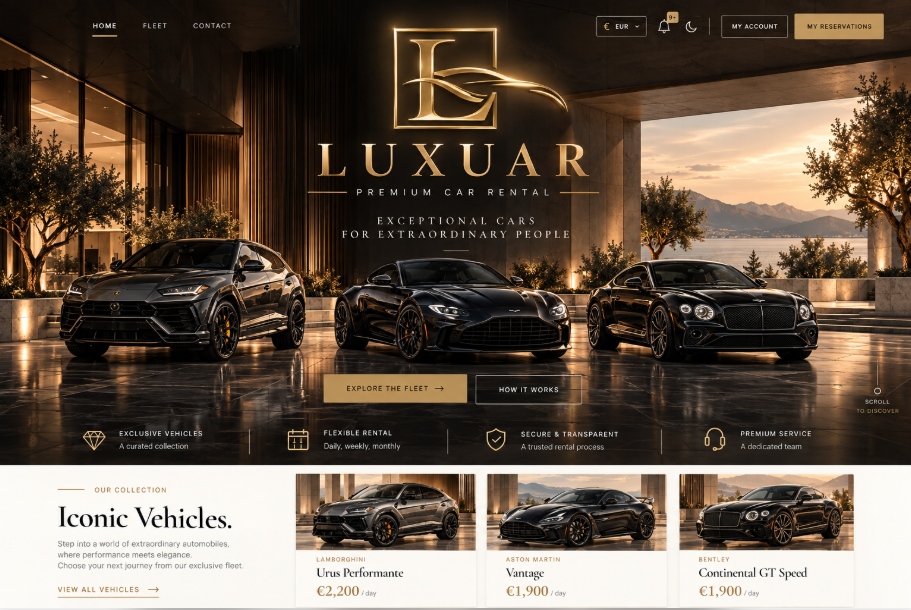 HOME
FLEET
CONTACT
€ EUR
9+
MY ACCOUNT
MY RESERVATIONS
L
LUXUAR
PREMIUM CAR RENTAL
EXCEPTIONAL CARS
FOR EXTRAORDINARY PEOPLE
EXPLORE THE FLEET →
HOW IT WORKS
SCROLL
TO DISCOVER
EXCLUSIVE VEHICLES
A curated collection
FLEXIBLE RENTAL
Daily, weekly, monthly
SECURE & TRANSPARENT
A trusted rental process
PREMIUM SERVICE
A dedicated team
OUR COLLECTION
Iconic Vehicles.
Step into a world of extraordinary automobiles,
where performance meets elegance.
Choose your next journey from our exclusive fleet.
VIEW ALL VEHICLES →
LAMBORGHINI
Urus Performante
€2,200 / day
ASTON MARTIN
Vantage
€1,900 / day
BENTLEY
Continental GT Speed
€1,900 / day